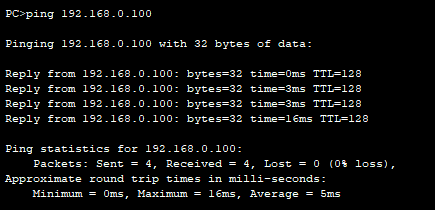 PC>ping 192.168.0.100
Pinging 192.168.0.100 with 32 bytes of data:
Reply from 192.168.0.100: bytes=32 time=0ms TTL=128
Reply from 192.168.0.100: bytes=32 time=3ms TTL=128
Reply from 192.168.0.100: bytes=32 time=3ms TTL=128
Reply from 192.168.0.100: bytes=32 time=16ms TTL=128
Ping statistics for 192.168.0.100:
Packets: Sent = 4, Received = 4, Lost = 0 (0% loss),
Approximate round trip times in milli-seconds:
Minimum = 0ms, Maximum = 16ms, Average = 5ms